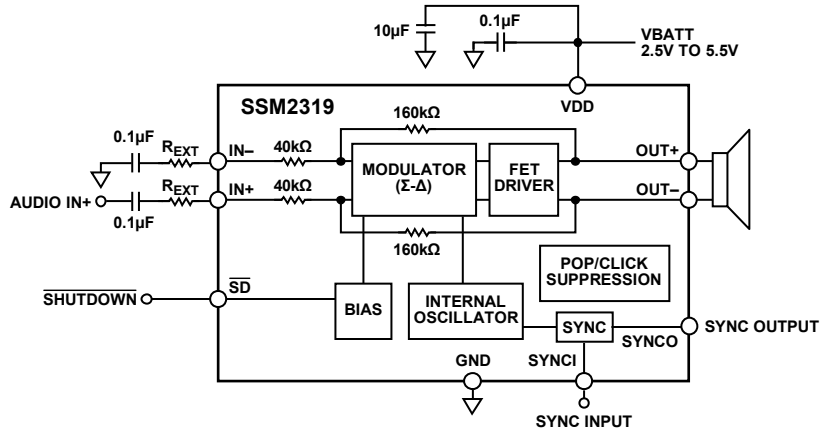 10µF
0.1µF
VBATT
2.5V TO 5.5V
VDD
SSM2319
160kΩ
0.1µF
REXT
IN–
40kΩ
MODULATOR
(Σ-Δ)
FET
DRIVER
OUT+
AUDIO IN+
0.1µF
REXT
IN+
40kΩ
OUT–
160kΩ
POP/CLICK
SUPPRESSION
SHUTDOWN
SD
BIAS
INTERNAL
OSCILLATOR
SYNC
SYNCO
SYNC OUTPUT
GND
SYNCI
SYNC INPUT